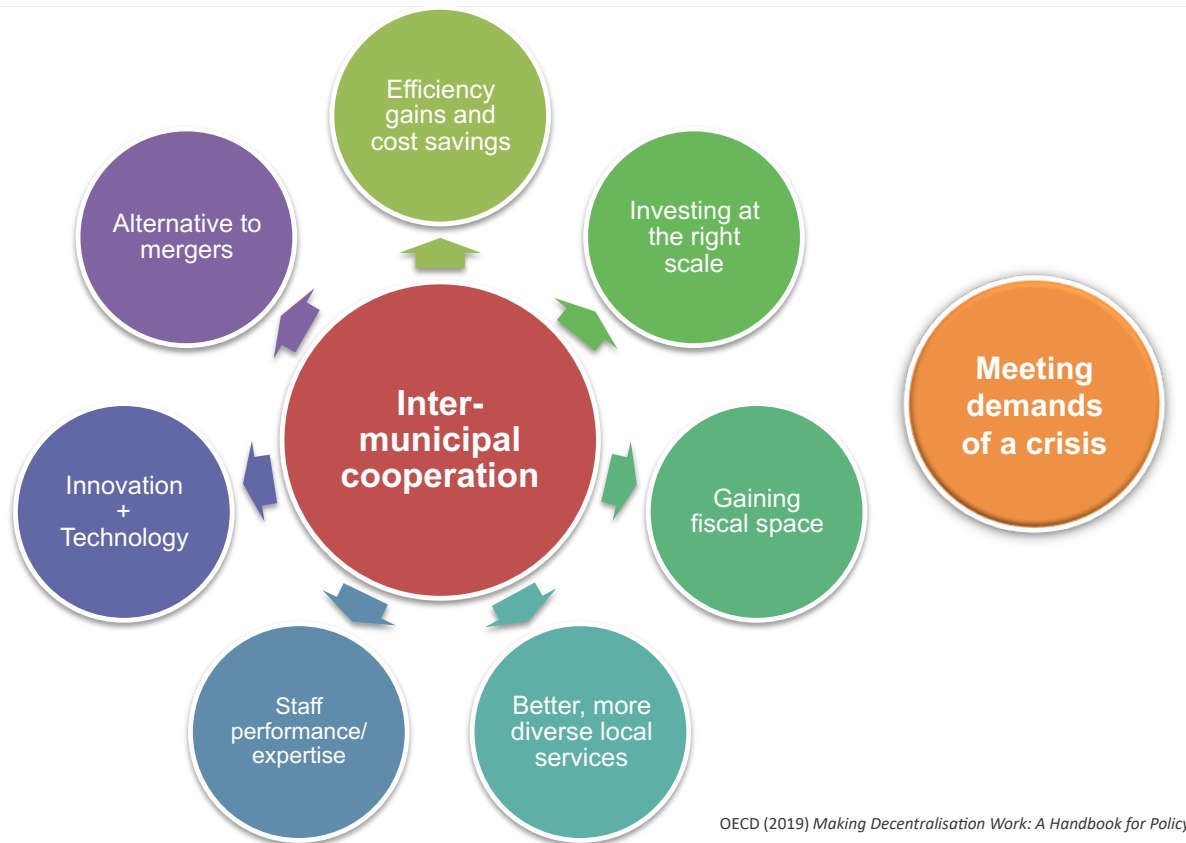 Efficiency
gains and
cost savings
Investing at
the right
scale
Gaining
fiscal space
Better, more
diverse local
services
Staff
performance/
expertise
Innovation
+
Technology
Alternative to
mergers
Inter-
municipal
cooperation
Meeting
demands
of a crisis
OECD (2019) Making Decentralisation Work: A Handbook for Policy